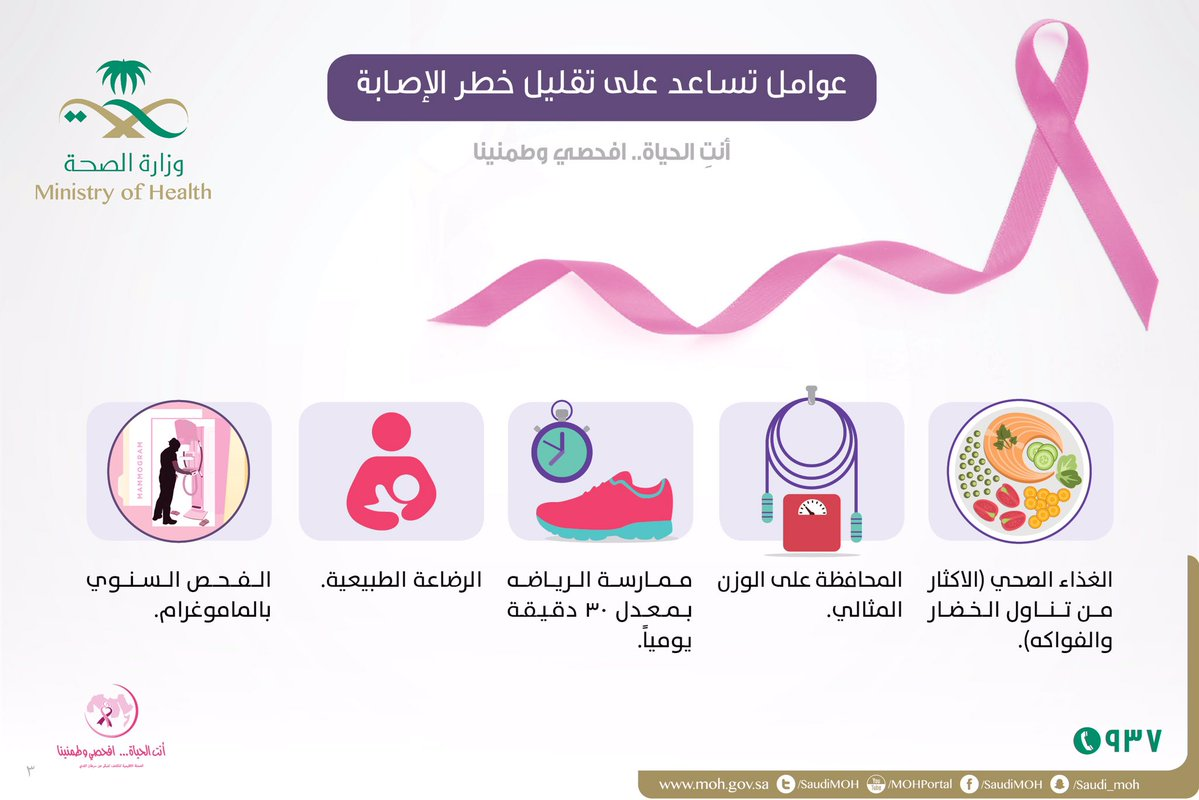 عوامل تساعد على تقليل خطر الإصابة
أنتِ الحياة.. افحصي وطمنينا
وزارة الصحة
Ministry of Health
الغذاء الصحي (الاكثار
من تناول الخضار
والفواكه).
المحافظة على الوزن
المثالي.
ممارسة الرياضه
بمعدل ٣٠ دقيقة
يومياً.
الرضاعة الطبيعية.
MAMMOGRAM
الفحص السنوي
بالماموغرام.
أنت الحياة... افحصي وطمنينا
٣
٩٣٧
www.moh.gov.sa /SaudiMOH You Tube /MOHPortal f /SaudiMOH /Saudi_moh